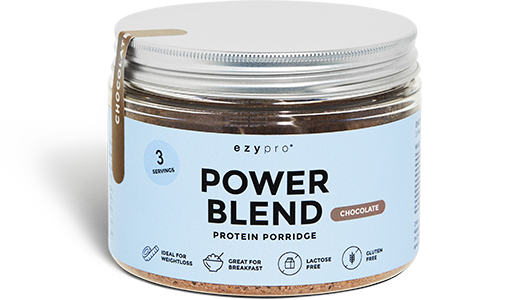 CHOCOLATE
ezypro®
3
SERVINGS
POWER
BLEND
CHOCOLATE
PROTEIN PORRIDGE
IDEAL FOR
WEIGHTLOSS
GREAT FOR
BREAKFAST
LACTOSE
FREE
GLUTEN
FREE